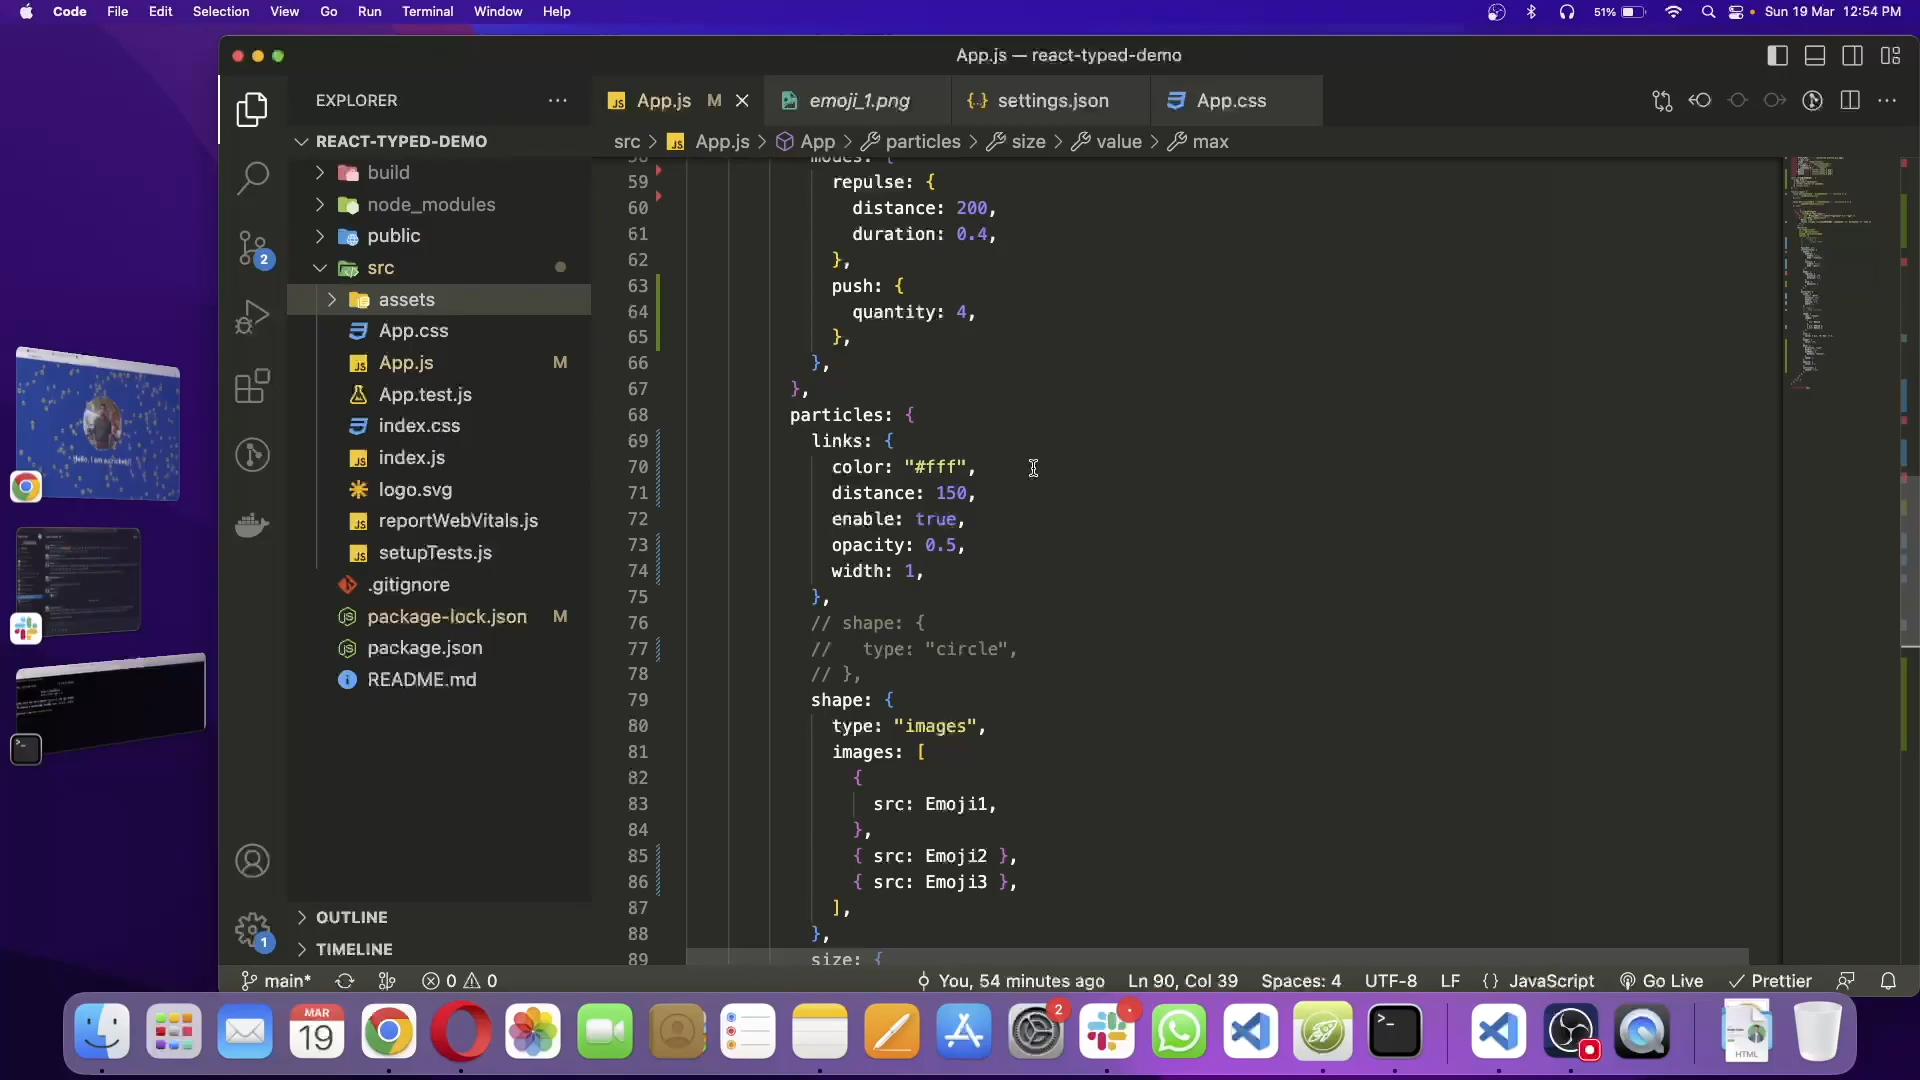 Code File Edit Selection View Go Run Terminal Window Help
51% Sun 19 Mar 12:54 PM
App.js — react-typed-demo
EXPLORER
App.js M
emoji_1.png
settings.json
App.css
REACT-TYPED-DEMO
src > App.js > App > particles > size > value > max
build
node_modules
public
src
assets
App.css
App.js M
App.test.js
index.css
index.js
logo.svg
reportWebVitals.js
setupTests.js
.gitignore
package-lock.json M
package.json
README.md
OUTLINE
TIMELINE
2
1
58 modes: {
59 repulse: {
60 distance: 200,
61 duration: 0.4,
62 },
63 push: {
64 quantity: 4,
65 },
66 },
67 },
68 particles: {
69 links: {
70 color: "#fff",
71 distance: 150,
72 enable: true,
73 opacity: 0.5,
74 width: 1,
75 },
76 // shape: {
77 // type: "circle",
78 // },
79 shape: {
80 type: "images",
81 images: [
82 {
83 src: Emoji1,
84 },
85 { src: Emoji2 },
86 { src: Emoji3 },
87 ],
88 },
89 size: {
main* 0 0 You, 54 minutes ago Ln 90, Col 39 Spaces: 4 UTF-8 LF {} JavaScript Go Live Prettier
MAR
19
2
HTML